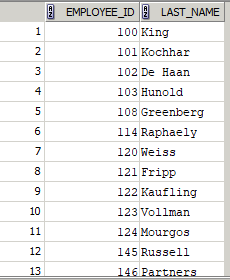 EMPLOYEE_ID LAST_NAME
1 100 King
2 101 Kochhar
3 102 De Haan
4 103 Hunold
5 108 Greenberg
6 114 Raphaely
7 120 Weiss
8 121 Fripp
9 122 Kaufling
10 123 Vollman
11 124 Mourgos
12 145 Russell
13 146 Partners